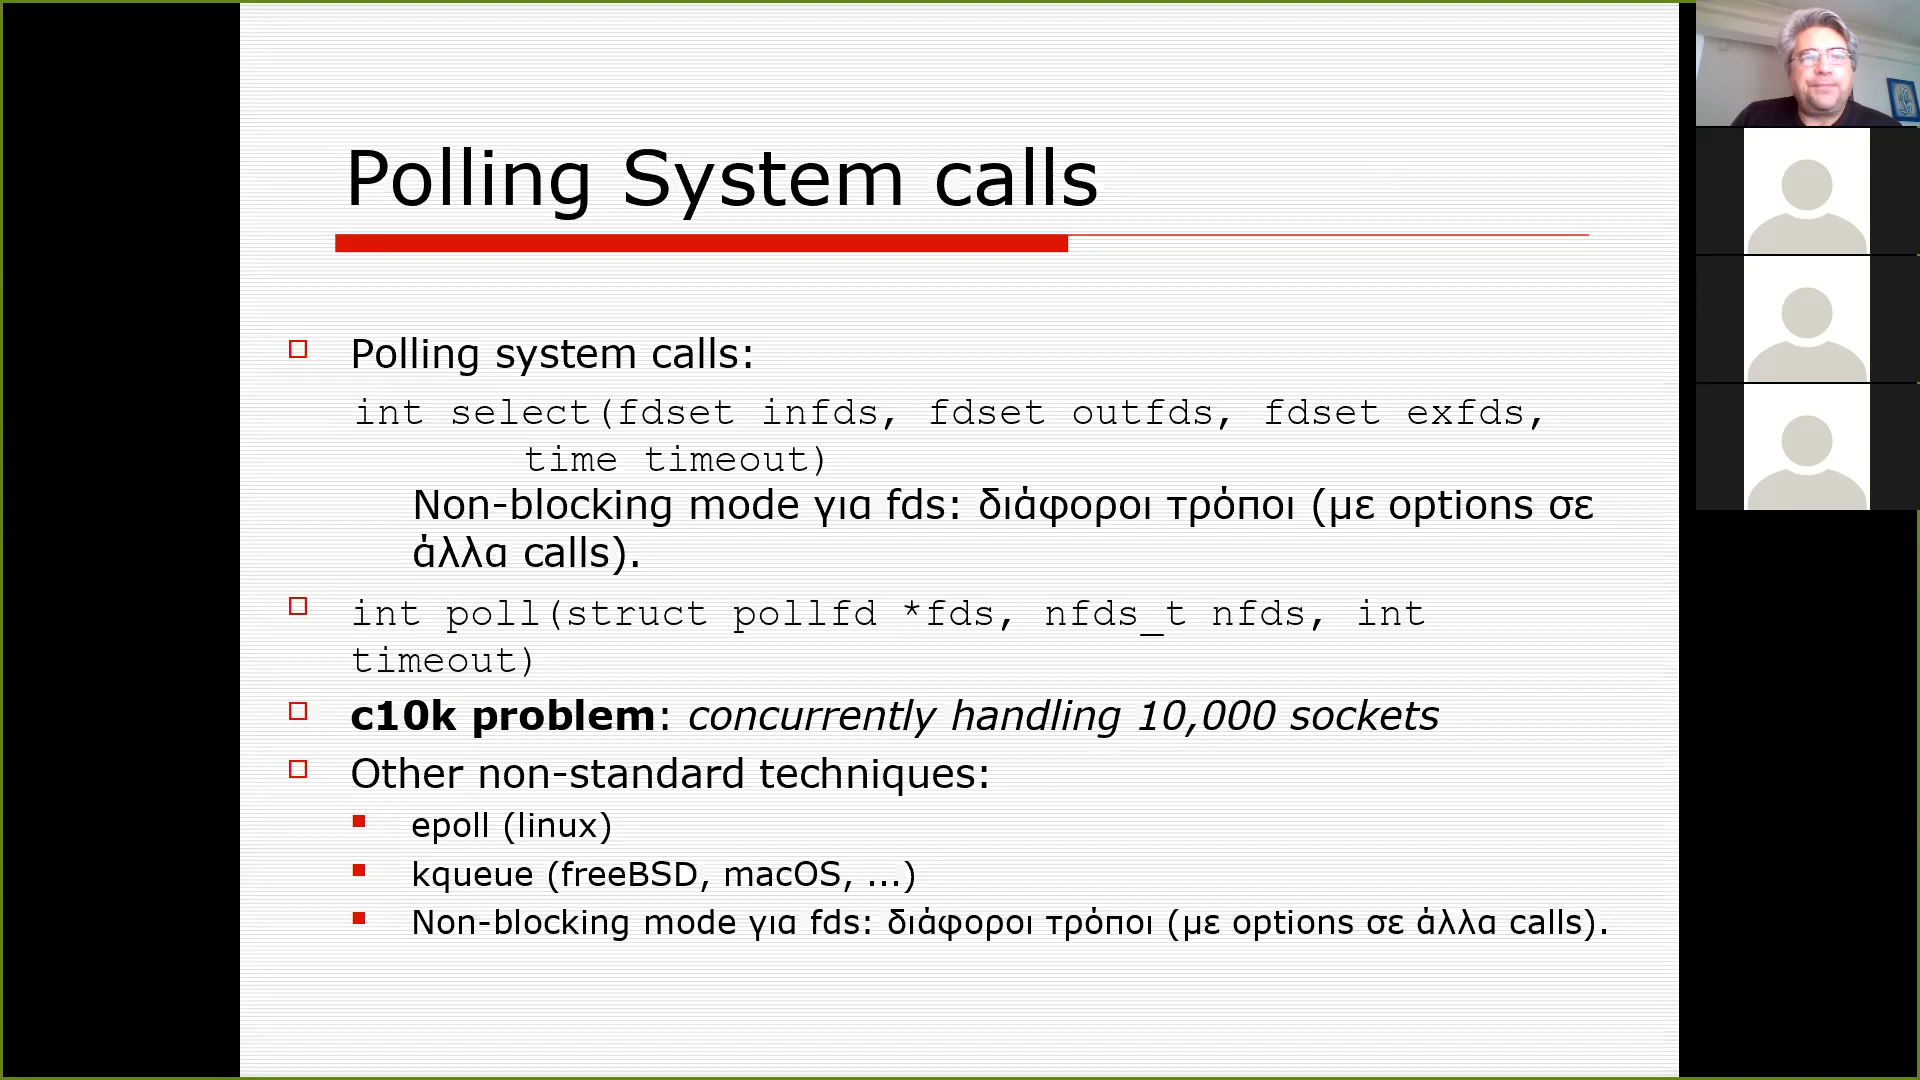 Polling System calls
Polling system calls:
int select(fdset infds, fdset outfds, fdset exfds,
time timeout)
Non-blocking mode για fds: διάφοροι τρόποι (με options σε
άλλα calls).
int poll(struct pollfd *fds, nfds_t nfds, int
timeout)
c10k problem: concurrently handling 10,000 sockets
Other non-standard techniques:
epoll (linux)
kqueue (freeBSD, macOS, ...)
Non-blocking mode για fds: διάφοροι τρόποι (με options σε άλλα calls).